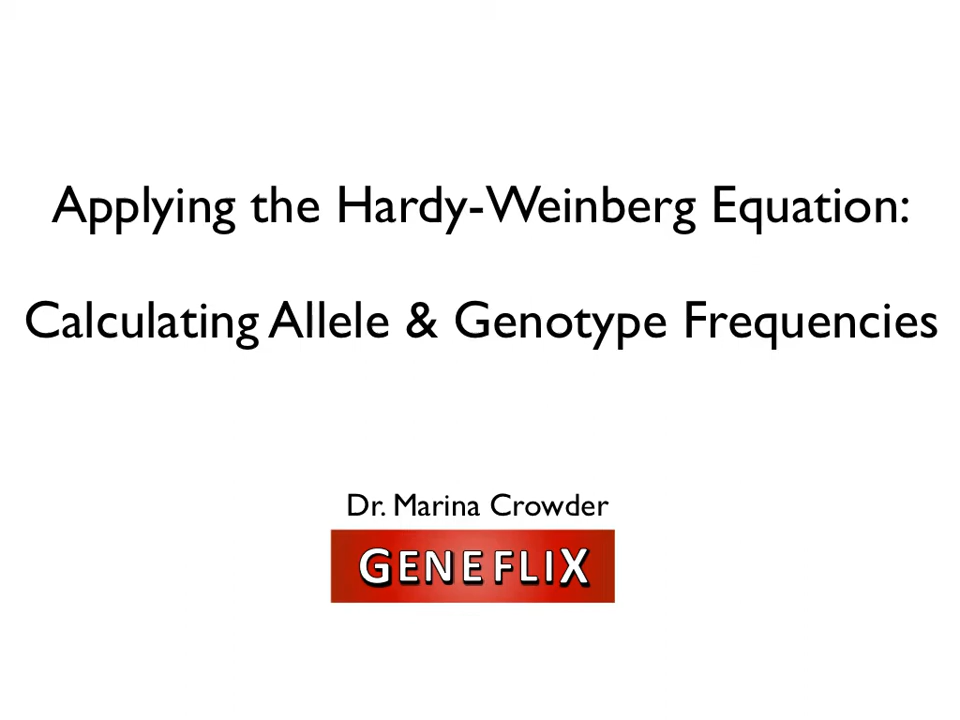 Applying the Hardy-Weinberg Equation:
Calculating Allele & Genotype Frequencies
Dr. Marina Crowder
GENEFLIX